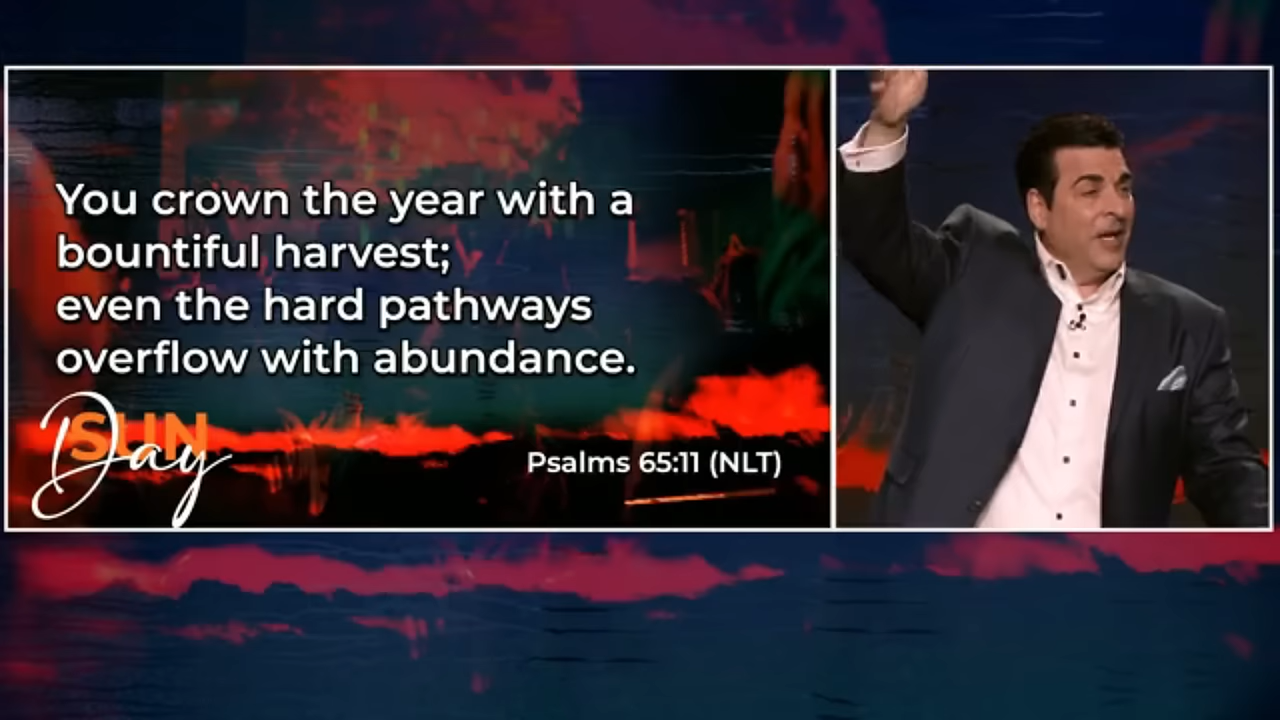 You crown the year with a
bountiful harvest;
even the hard pathways
overflow with abundance.
SUN
Day
Psalms 65:11 (NLT)